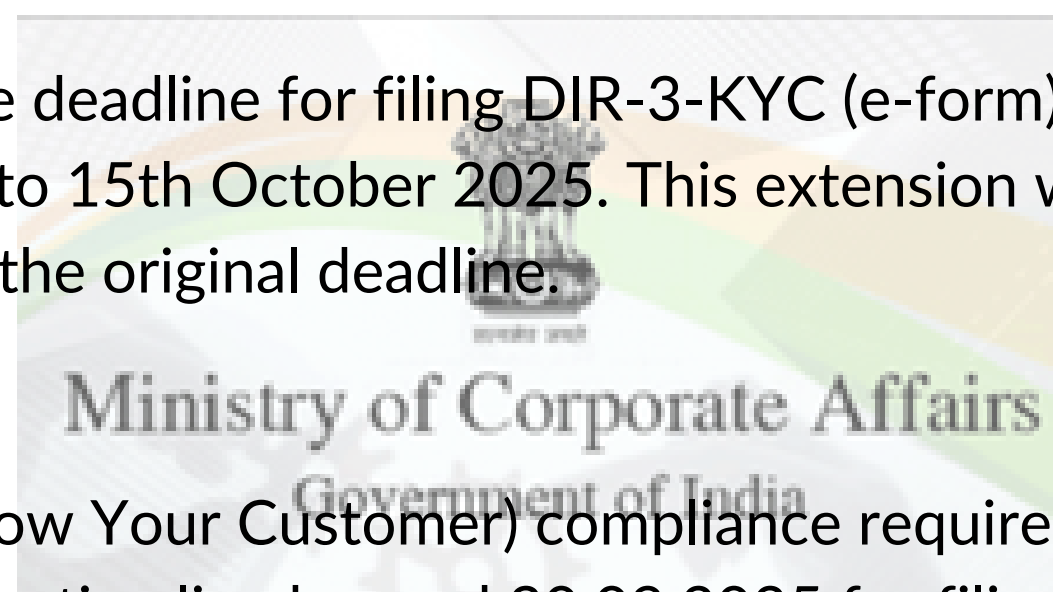 e deadline for filing DIR-3-KYC (e-form)
to 15th October 2025. This extension w
the original deadline.
Ministry of Corporate Affairs
Government of India
ow Your Customer) compliance require